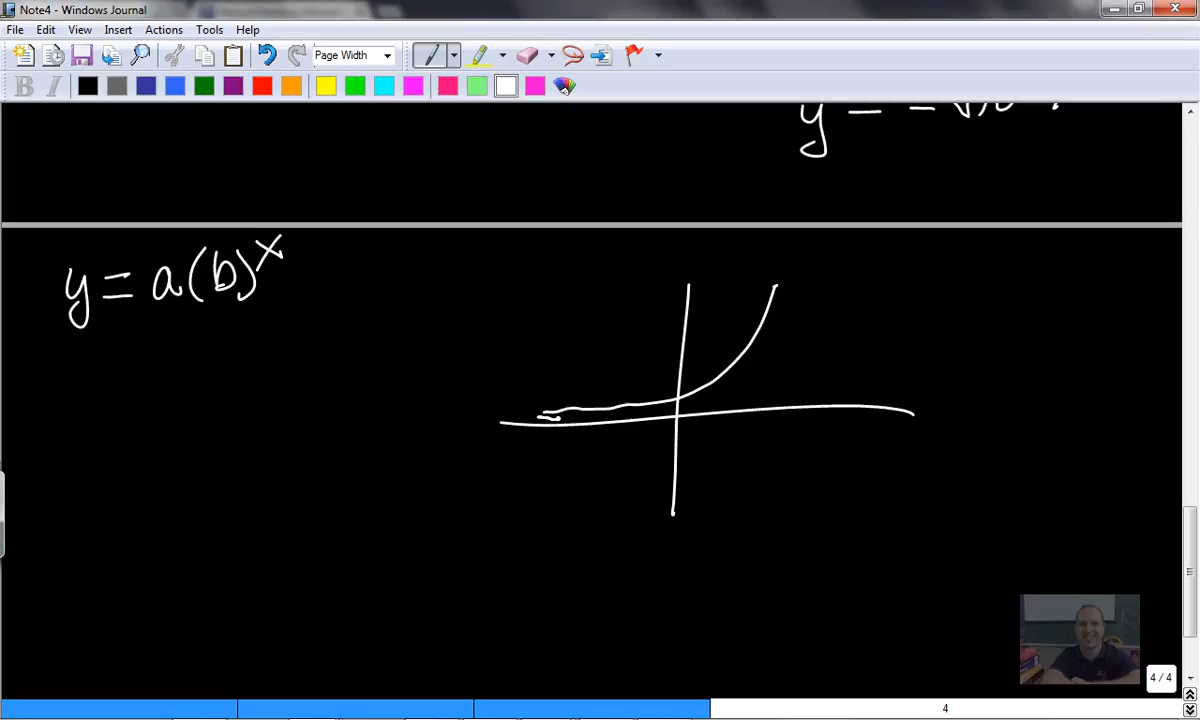 Note4 - Windows Journal
File Edit View Insert Actions Tools Help
Page Width
B I
y = a(b)^x
4 / 4
4